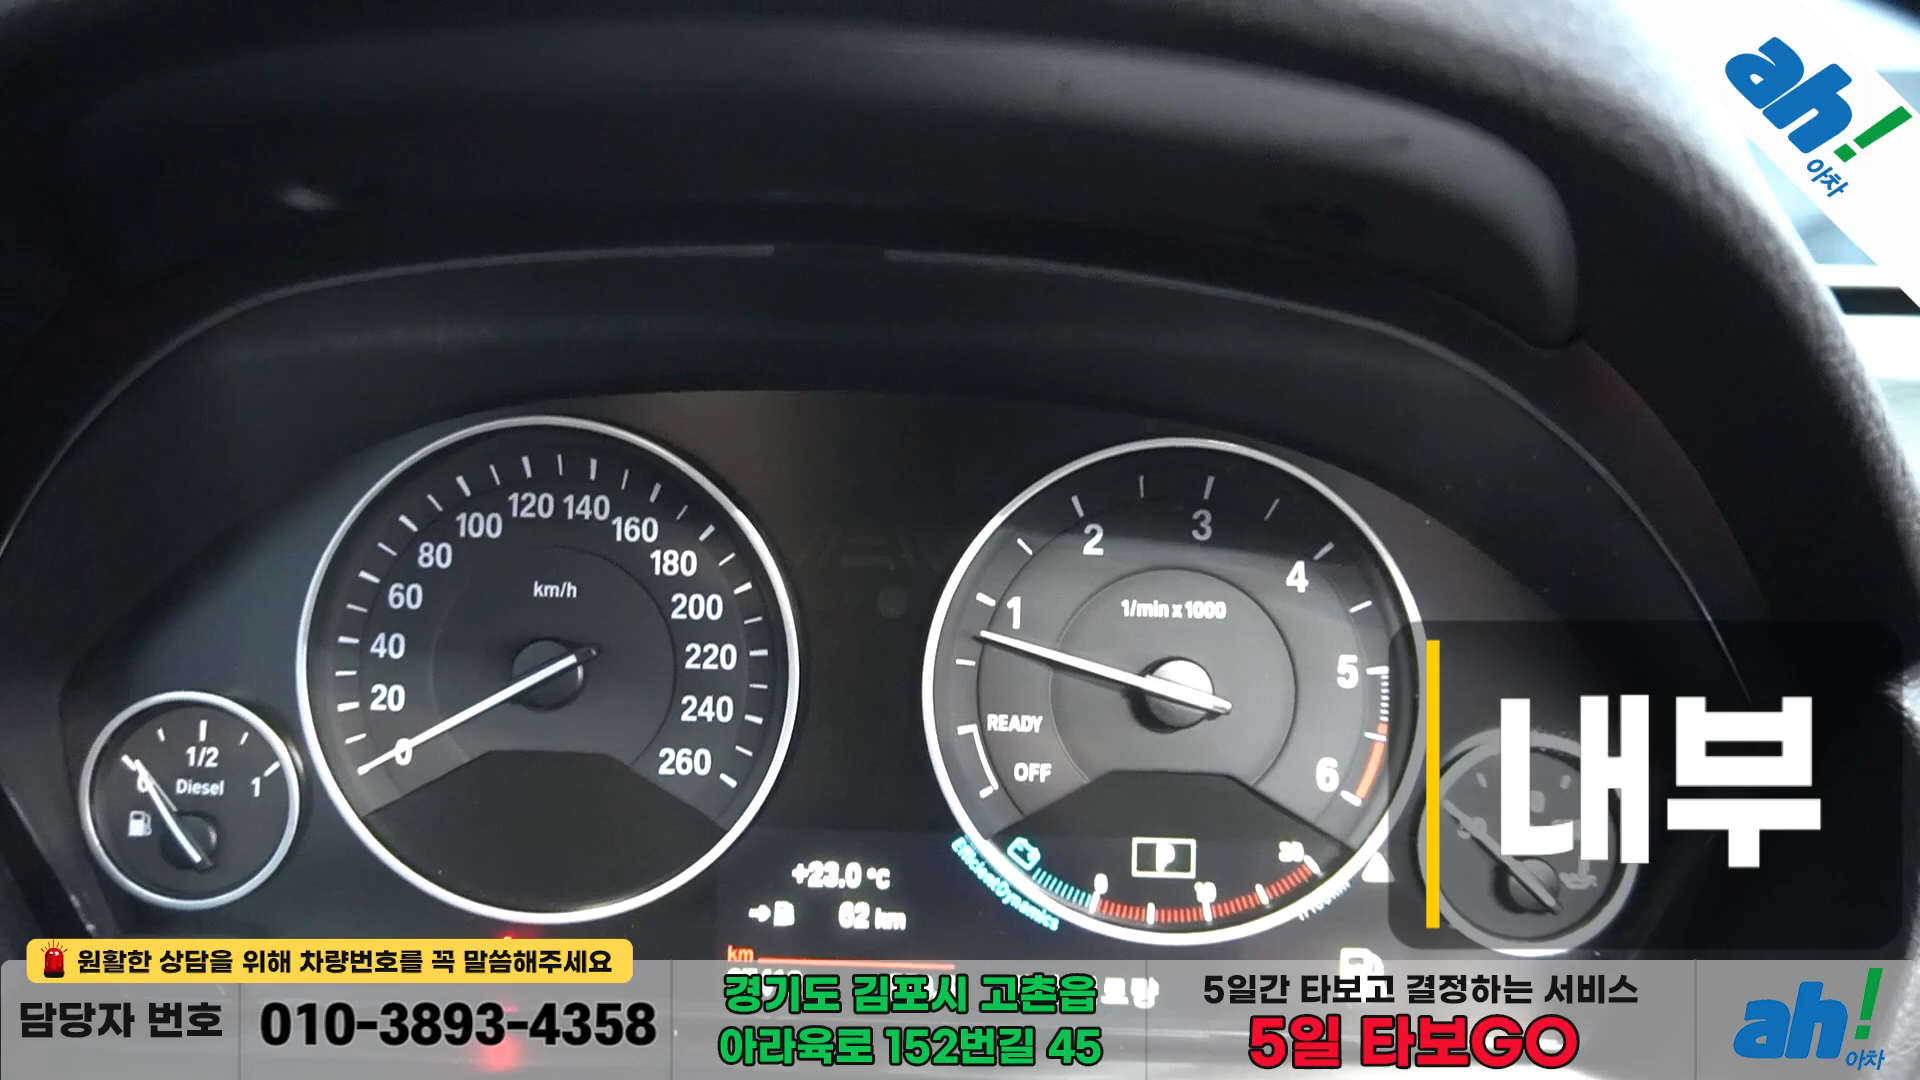 ah!
아차
120 140
100 160
80 180
60 200
40 220
20 240
0 260
km/h
1/2
0 1
Diesel
1 2 3 4 5 6
1/min x 1000
READY
OFF
EfficientDynamics
0 10
+23.0 °C
62 km
km
내부
원활한 상담을 위해 차량번호를 꼭 말씀해주세요
담당자 번호
010-3893-4358
경기도 김포시 고촌읍
아라육로 152번길 45
5일간 타보고 결정하는 서비스
5일 타보GO
ah!
아차